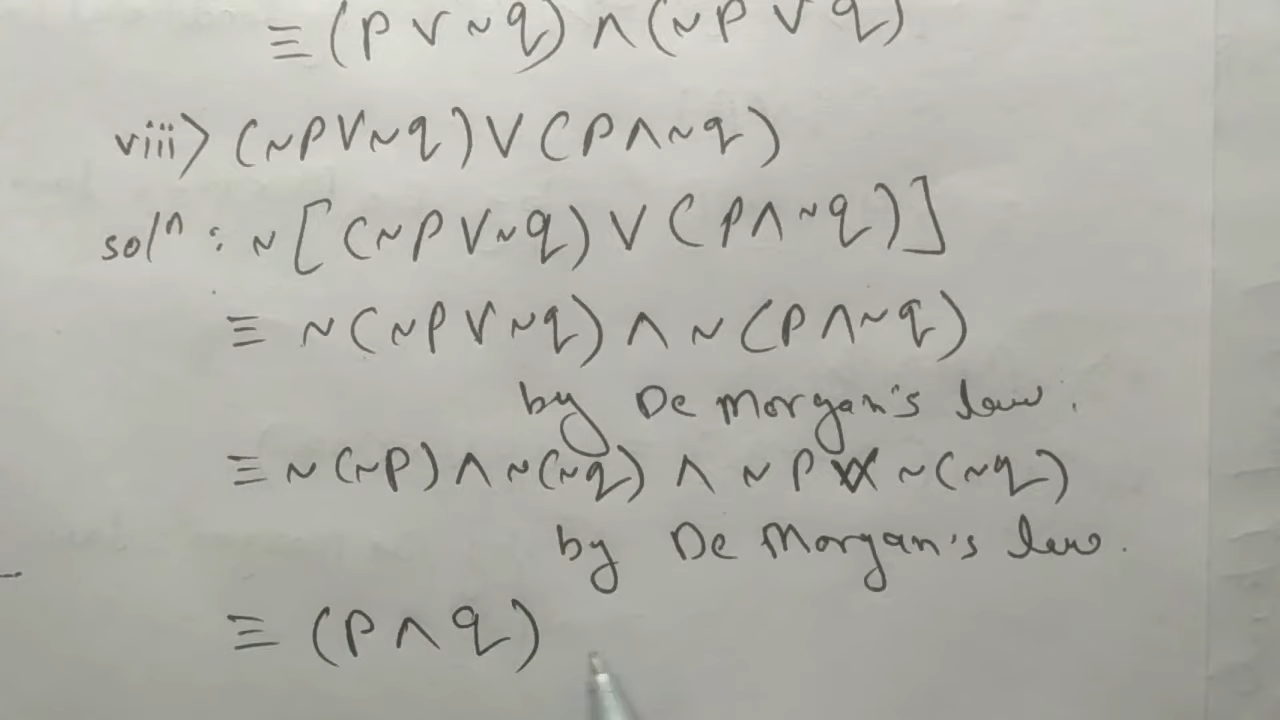 ≡ (P ∨ ~q) ∧ (~P ∨ q)
viii> (~P∨~q) ∨ (P∧~q)
solⁿ : ~[(~P∨~q) ∨ (P∧~q)]
≡ ~(~P∨~q) ∧ ~(P∧~q)
by De Morgan's law.
≡ ~(~P) ∧ ~(~q) ∧ ~P ∨ ~(~q)
by De Morgan's law.
≡ (P ∧ q)